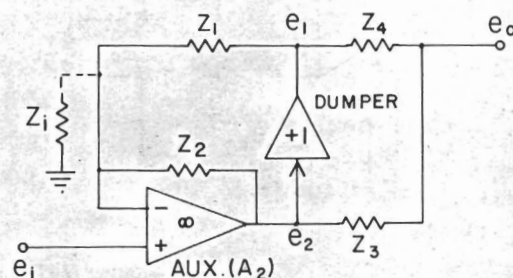 Z1 e1 Z4 eo
DUMPER
Zi
+1
Z2
−
∞
+
e2 Z3
ei
AUX.(A2)